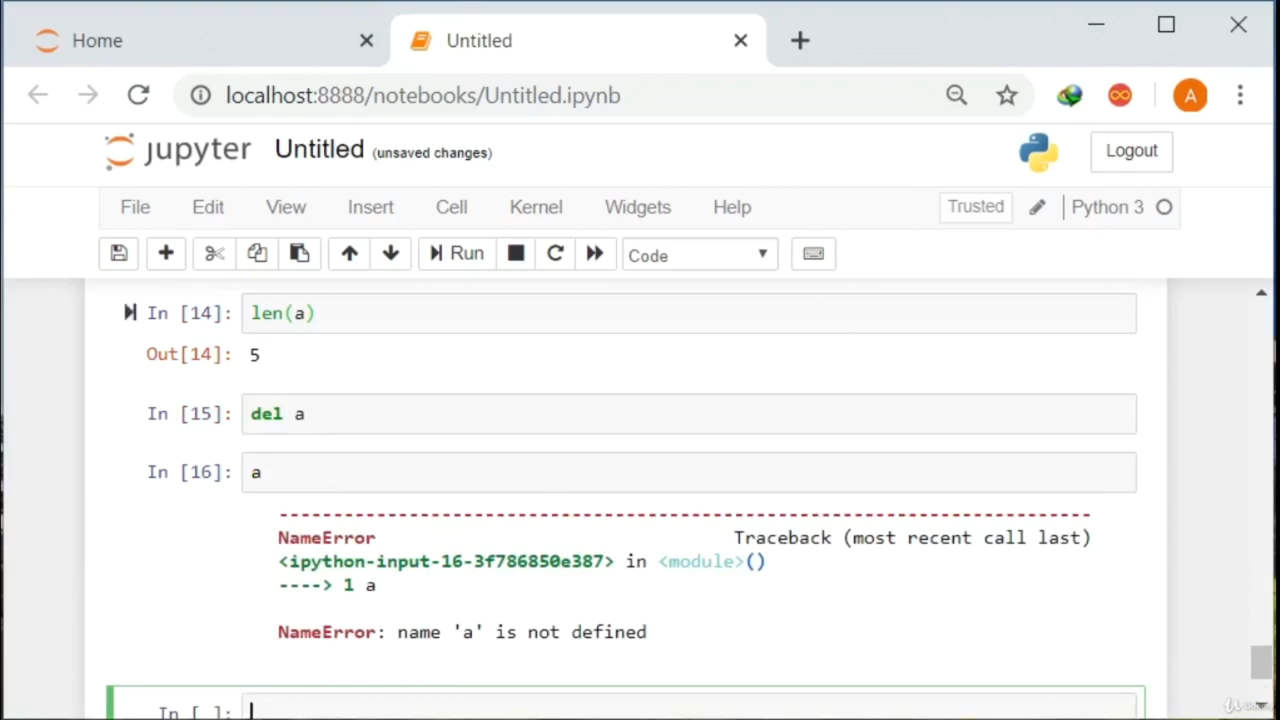 Home
Untitled
localhost:8888/notebooks/Untitled.ipynb
A
jupyter Untitled (unsaved changes)
Logout
File Edit View Insert Cell Kernel Widgets Help
Trusted
Python 3
Run
Code
In [14]: len(a)
Out[14]: 5
In [15]: del a
In [16]: a
---------------------------------------------------------------------------
NameError Traceback (most recent call last)
<ipython-input-16-3f786850e387> in <module>()
----> 1 a
NameError: name 'a' is not defined
In [ ]: